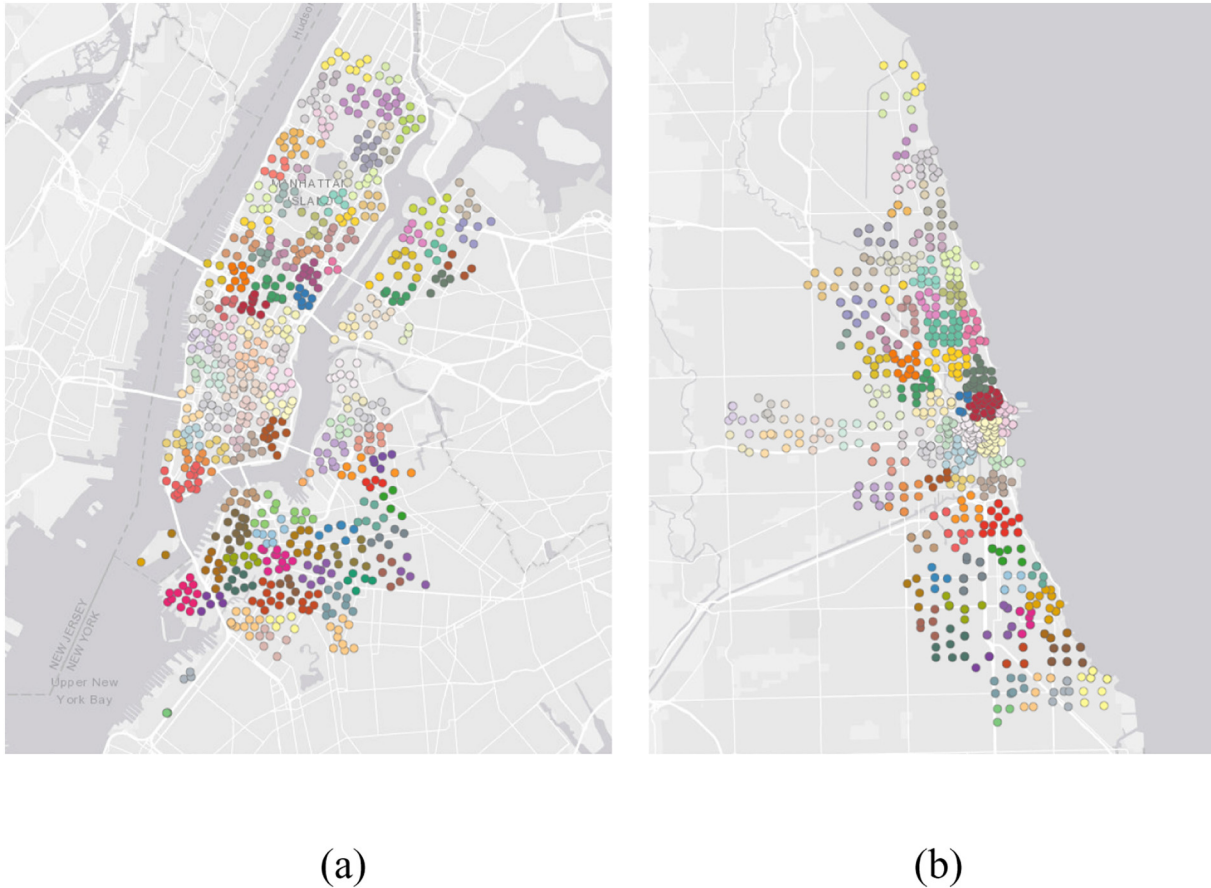 Hudson
MANHATTAN
ISLAND
NEW JERSEY
NEW YORK
Upper New
York Bay
(a)
(b)